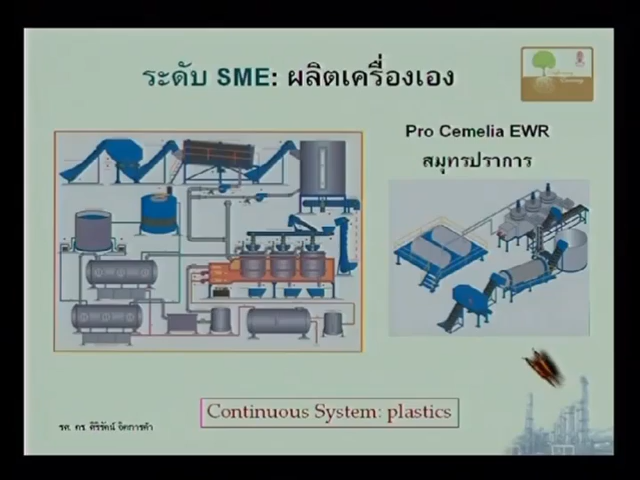 ระดับ SME: ผลิตเครื่องเอง
Pro Cemelia EWR
สมุทรปราการ
Continuous System: plastics
รศ. ดร. ศิริรัตน์ จิตการค้า